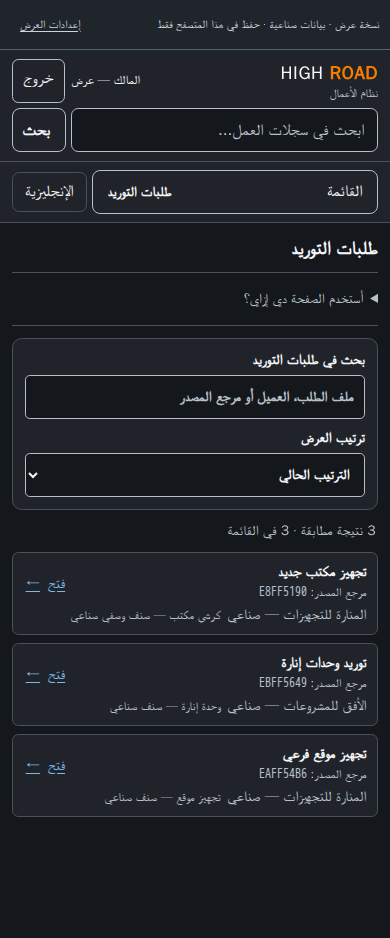 نسخة عرض · بيانات صناعية · حفظ في هذا المتصفح فقط
إعدادات العرض
HIGH ROAD
نظام الأعمال
المالك — عرض
خروج
ابحث في سجلات العمل...
بحث
القائمة
طلبات التوريد
الإنجليزية
طلبات التوريد
أستخدم الصفحة دي إزاي؟
بحث في طلبات التوريد
ملف الطلب، العميل أو مرجع المصدر
ترتيب العرض
الترتيب الحالي
3 نتيجة مطابقة · 3 في القائمة
تجهيز مكتب جديد
مرجع المصدر: E8FF5190
المنارة للتجهيزات — صناعي كرسي مكتب — صنف وصفي صناعي
فتح ←
توريد وحدات إنارة
مرجع المصدر: EBFF5649
الأفق للمشروعات — صناعي وحدة إنارة — صنف صناعي
فتح ←
تجهيز موقع فرعي
مرجع المصدر: EAFF54B6
المنارة للتجهيزات — صناعي تجهيز موقع — صنف صناعي
فتح ←